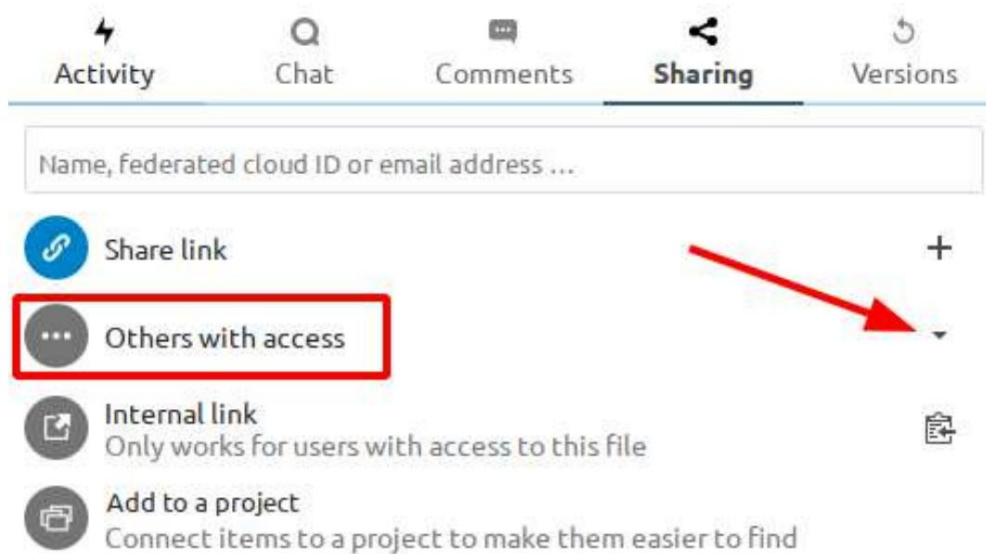 Activity Chat Comments Sharing Versions
Name, federated cloud ID or email address ...
Share link
Others with access
Internal link
Only works for users with access to this file
Add to a project
Connect items to a project to make them easier to find